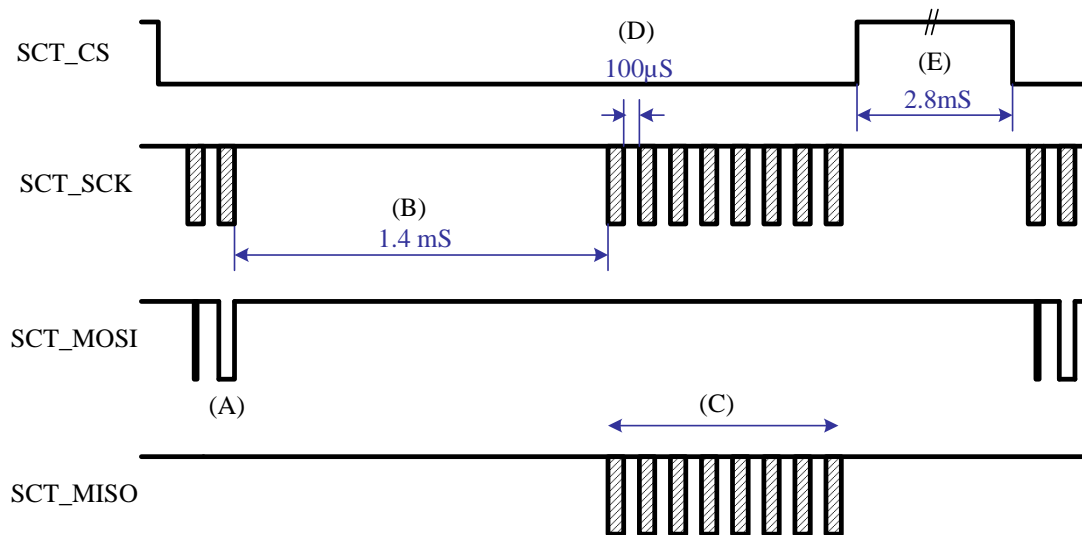 (D)
SCT_CS
100µS
(E)
2.8mS
SCT_SCK
(B)
1.4 mS
SCT_MOSI
(A)
(C)
SCT_MISO